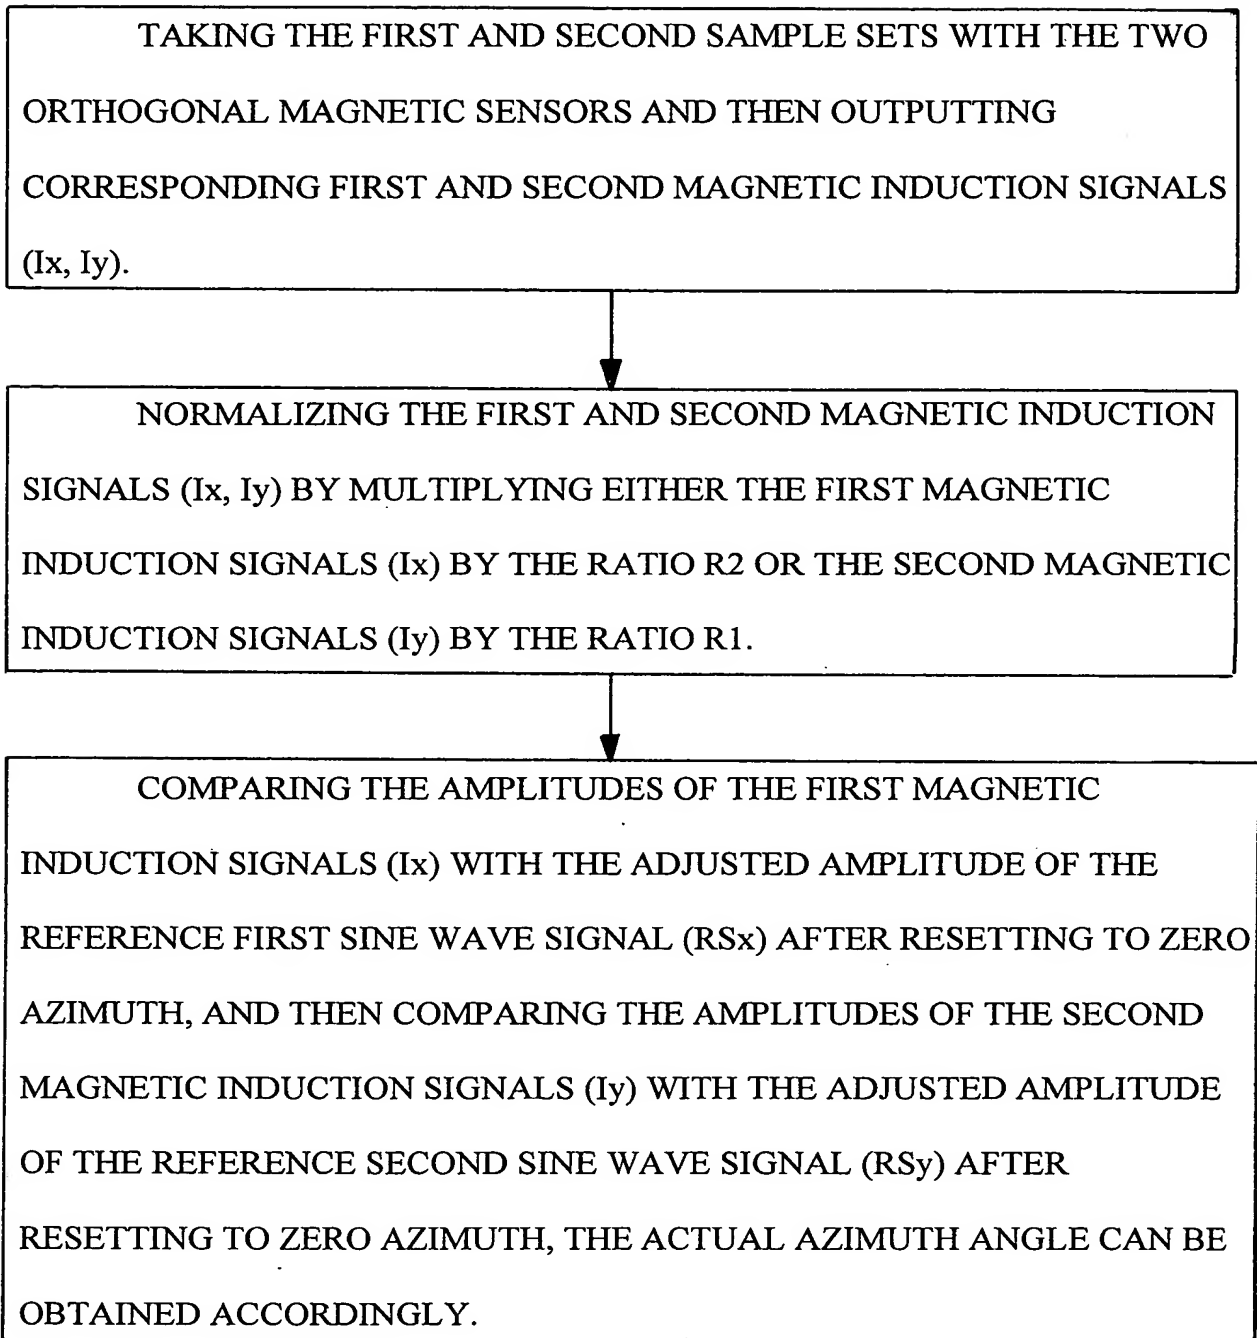 TAKING THE FIRST AND SECOND SAMPLE SETS WITH THE TWO
ORTHOGONAL MAGNETIC SENSORS AND THEN OUTPUTTING
CORRESPONDING FIRST AND SECOND MAGNETIC INDUCTION SIGNALS
(Ix, Iy).
NORMALIZING THE FIRST AND SECOND MAGNETIC INDUCTION
SIGNALS (Ix, Iy) BY MULTIPLYING EITHER THE FIRST MAGNETIC
INDUCTION SIGNALS (Ix) BY THE RATIO R2 OR THE SECOND MAGNETIC
INDUCTION SIGNALS (Iy) BY THE RATIO R1.
COMPARING THE AMPLITUDES OF THE FIRST MAGNETIC
INDUCTION SIGNALS (Ix) WITH THE ADJUSTED AMPLITUDE OF THE
REFERENCE FIRST SINE WAVE SIGNAL (RSx) AFTER RESETTING TO ZERO
AZIMUTH, AND THEN COMPARING THE AMPLITUDES OF THE SECOND
MAGNETIC INDUCTION SIGNALS (Iy) WITH THE ADJUSTED AMPLITUDE
OF THE REFERENCE SECOND SINE WAVE SIGNAL (RSy) AFTER
RESETTING TO ZERO AZIMUTH, THE ACTUAL AZIMUTH ANGLE CAN BE
OBTAINED ACCORDINGLY.